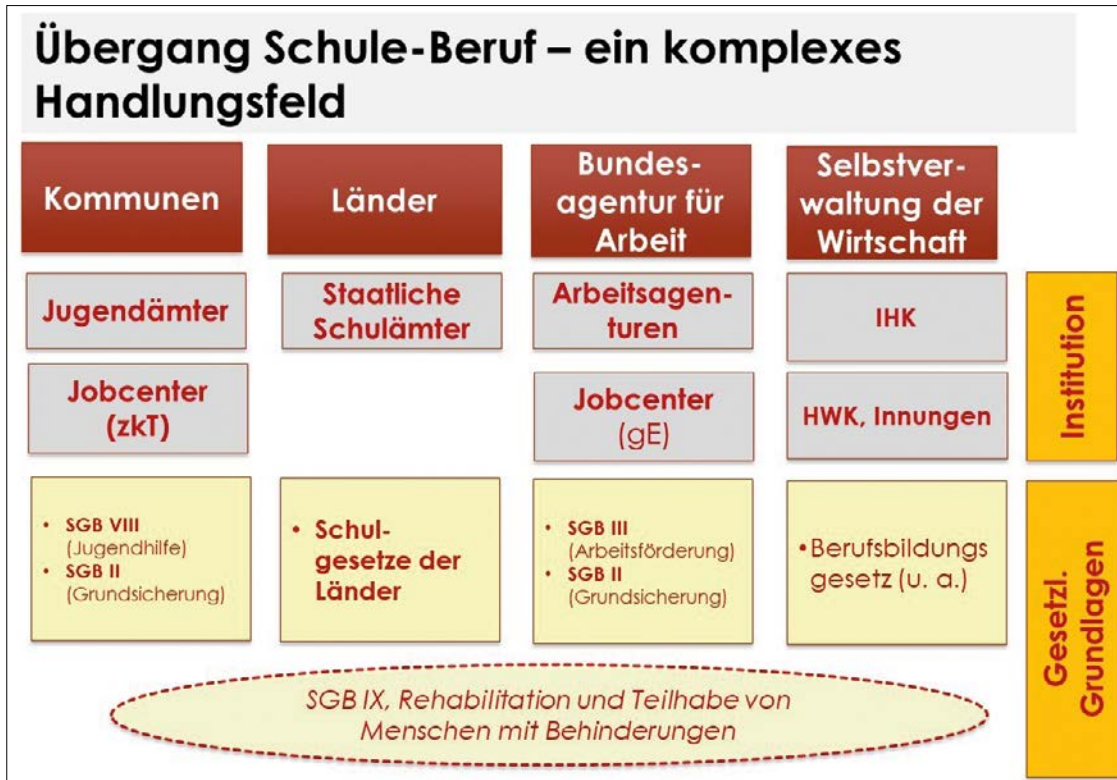 Übergang Schule-Beruf – ein komplexes
Handlungsfeld
Kommunen
Länder
Bundes-
agentur für
Arbeit
Selbstver-
waltung der
Wirtschaft
Jugendämter
Staatliche
Schulämter
Arbeitsagen-
turen
IHK
Jobcenter
(zkT)
Jobcenter
(gE)
HWK, Innungen
Institution
• SGB VIII
(Jugendhilfe)
• SGB II
(Grundsicherung)
• Schul-
gesetze der
Länder
• SGB III
(Arbeitsförderung)
• SGB II
(Grundsicherung)
•Berufsbildungs
gesetz (u. a.)
Gesetzl.
Grundlagen
SGB IX, Rehabilitation und Teilhabe von
Menschen mit Behinderungen